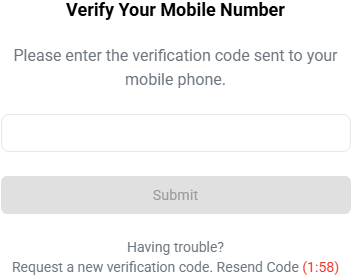 Verify Your Mobile Number
Please enter the verification code sent to your
mobile phone.
Submit
Having trouble?
Request a new verification code. Resend Code (1:58)